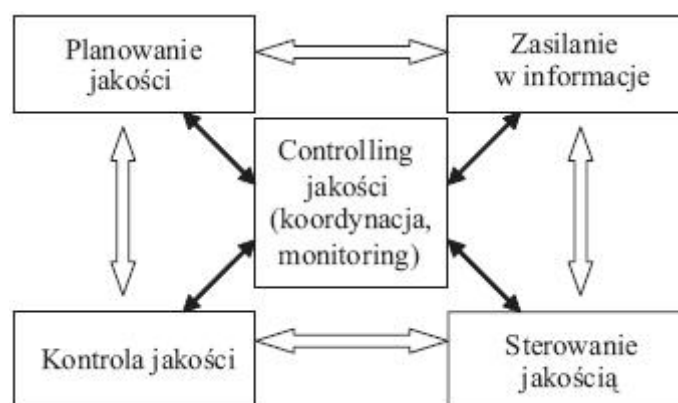 Planowanie
jakości
Zasilanie
w informacje
Controlling
jakości
(koordynacja,
monitoring)
Kontrola jakości
Sterowanie
jakością